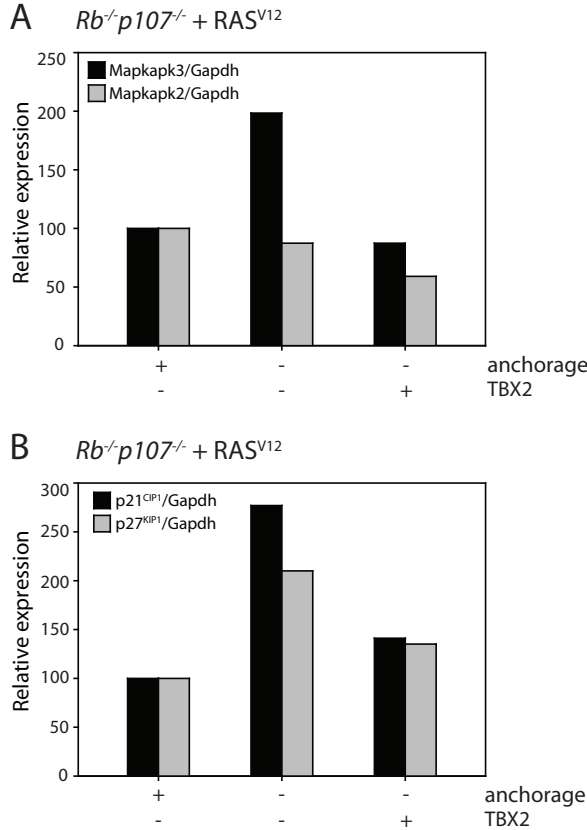 A
Rb-/-p107-/- + RASV12
Mapkapk3/Gapdh
Mapkapk2/Gapdh
Relative expression
250
200
150
100
50
0
+ - - anchorage
- - + TBX2
B
Rb-/-p107-/- + RASV12
p21CIP1/Gapdh
p27KIP1/Gapdh
Relative expression
300
250
200
150
100
50
0
+ - - anchorage
- - + TBX2